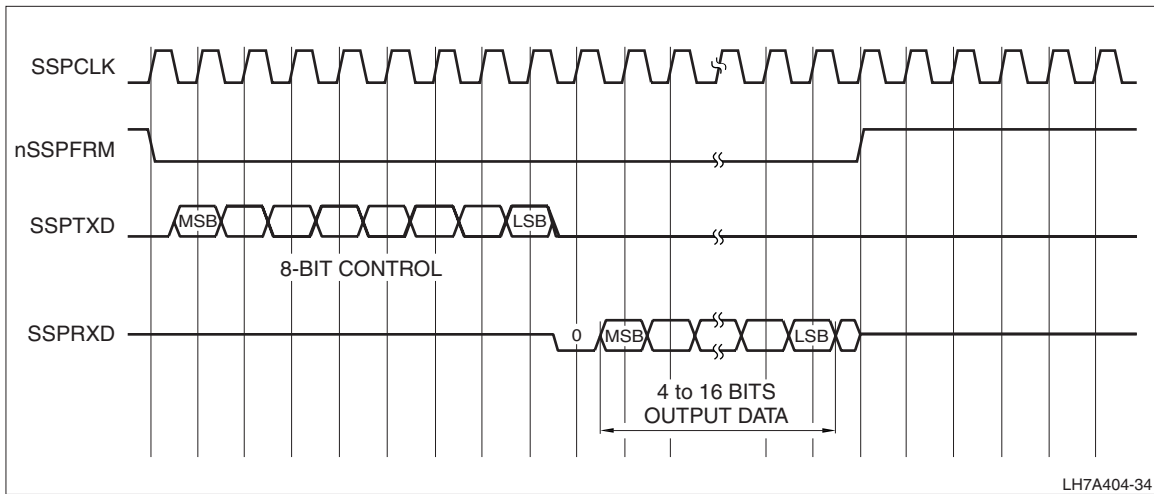 SSPCLK
nSSPFRM
SSPTXD
MSB
LSB
8-BIT CONTROL
SSPRXD
0
MSB
LSB
4 to 16 BITS
OUTPUT DATA
LH7A404-34